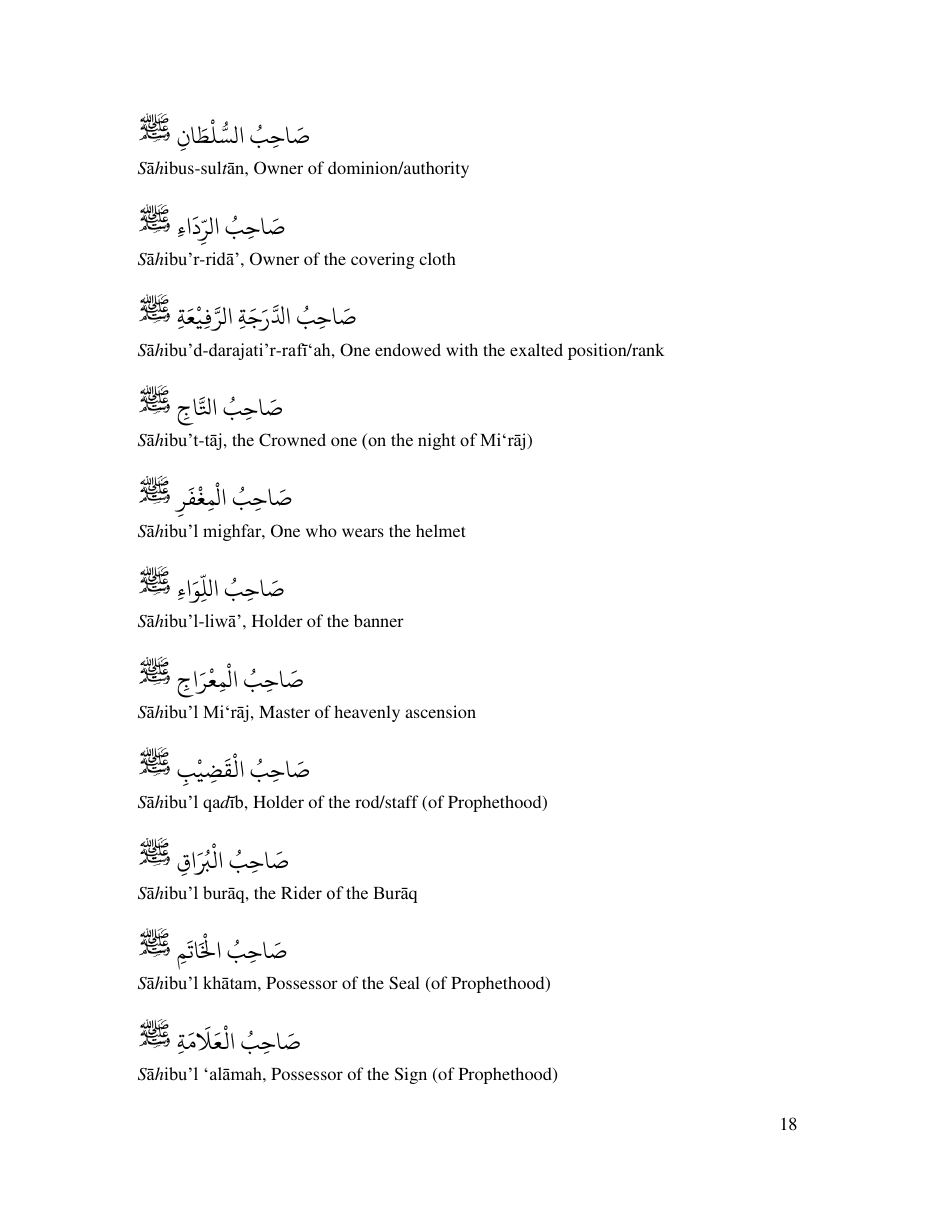 صَاحِبُ السُّلْطَانِ ﷺ
Sāhibus-sultān, Owner of dominion/authority
صَاحِبُ الرِّدَاءِ ﷺ
Sāhibu’r-ridā’, Owner of the covering cloth
صَاحِبُ الدَّرَجَةِ الرَّفِيْعَةِ ﷺ
Sāhibu’d-darajati’r-rafī‘ah, One endowed with the exalted position/rank
صَاحِبُ التَّاجِ ﷺ
Sāhibu’t-tāj, the Crowned one (on the night of Mi‘rāj)
صَاحِبُ الْمِغْفَرِ ﷺ
Sāhibu’l mighfar, One who wears the helmet
صَاحِبُ اللِّوَاءِ ﷺ
Sāhibu’l-liwā’, Holder of the banner
صَاحِبُ الْمِعْرَاجِ ﷺ
Sāhibu’l Mi‘rāj, Master of heavenly ascension
صَاحِبُ الْقَضِيْبِ ﷺ
Sāhibu’l qadīb, Holder of the rod/staff (of Prophethood)
صَاحِبُ الْبُرَاقِ ﷺ
Sāhibu’l burāq, the Rider of the Burāq
صَاحِبُ الْخَاتَمِ ﷺ
Sāhibu’l khātam, Possessor of the Seal (of Prophethood)
صَاحِبُ الْعَلَامَةِ ﷺ
Sāhibu’l ‘alāmah, Possessor of the Sign (of Prophethood)
18